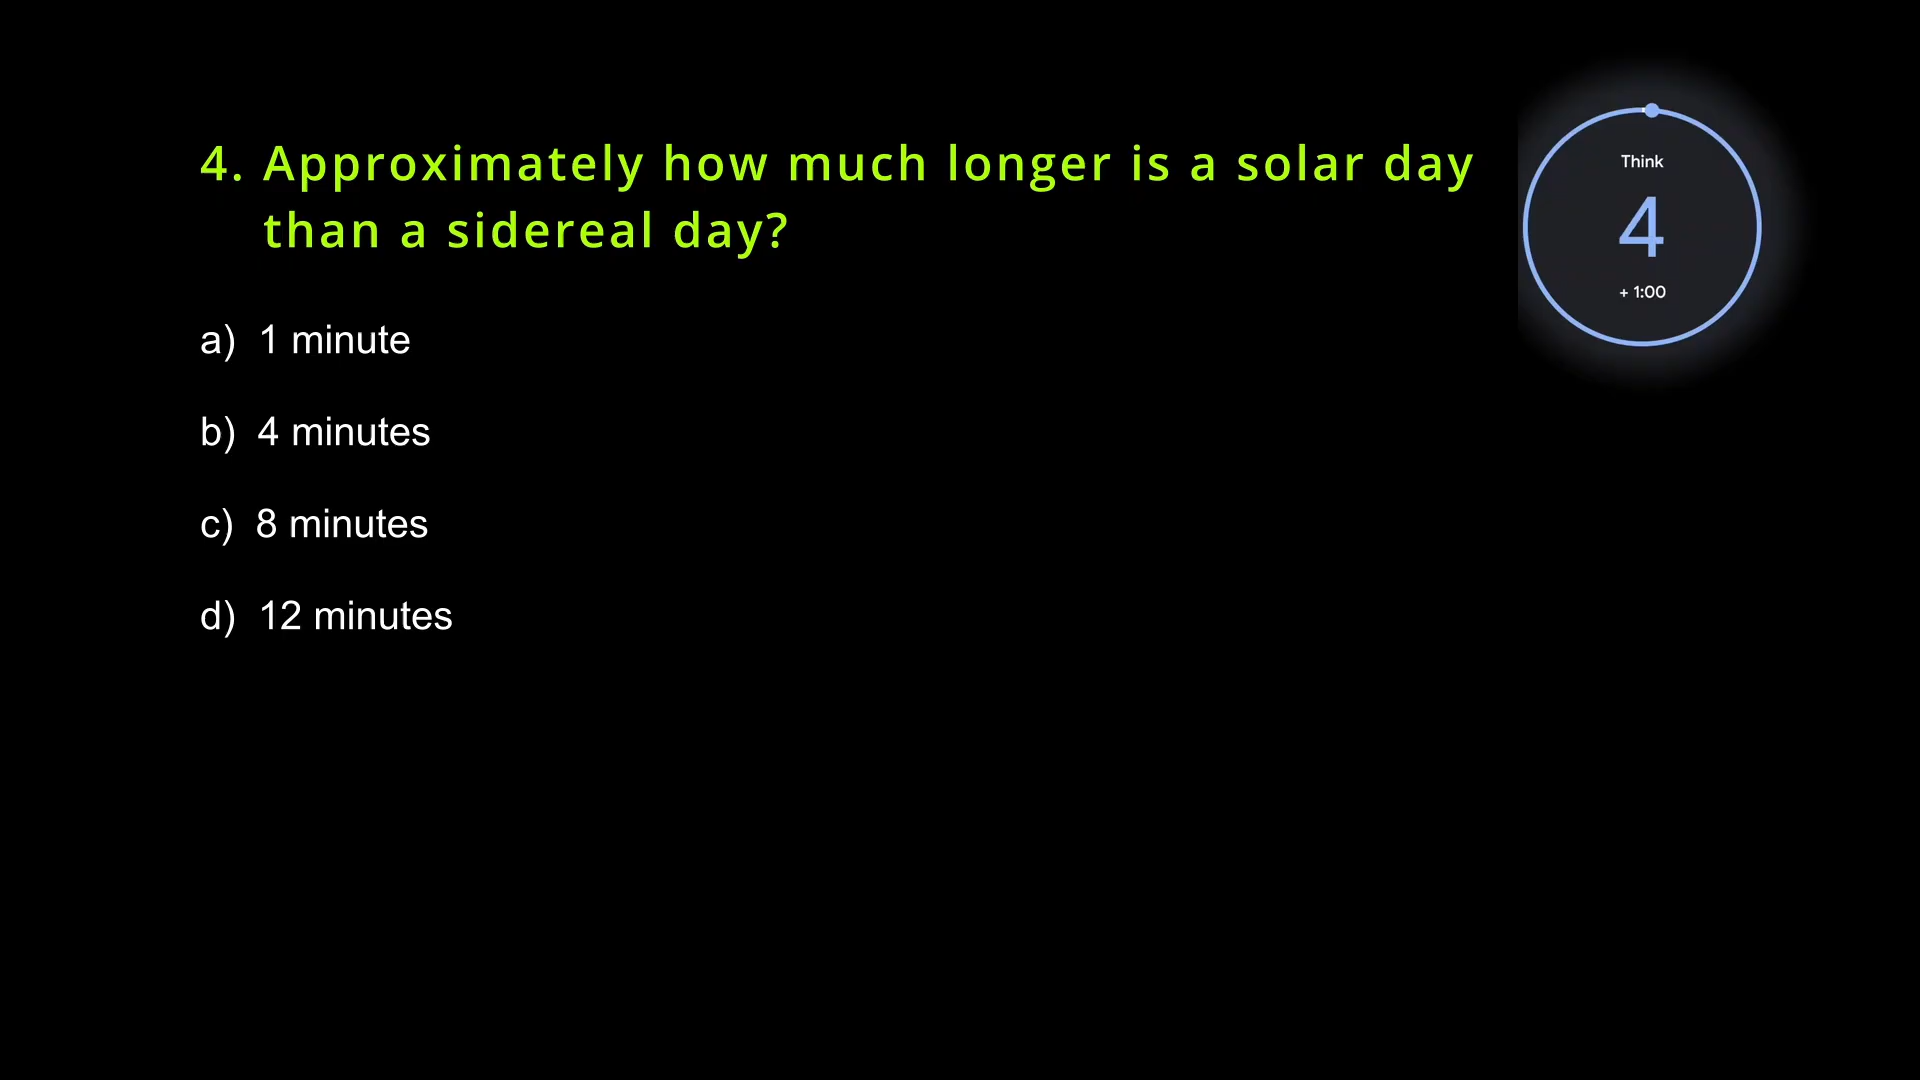 4. Approximately how much longer is a solar day
than a sidereal day?
Think
4
+ 1:00
a) 1 minute
b) 4 minutes
c) 8 minutes
d) 12 minutes